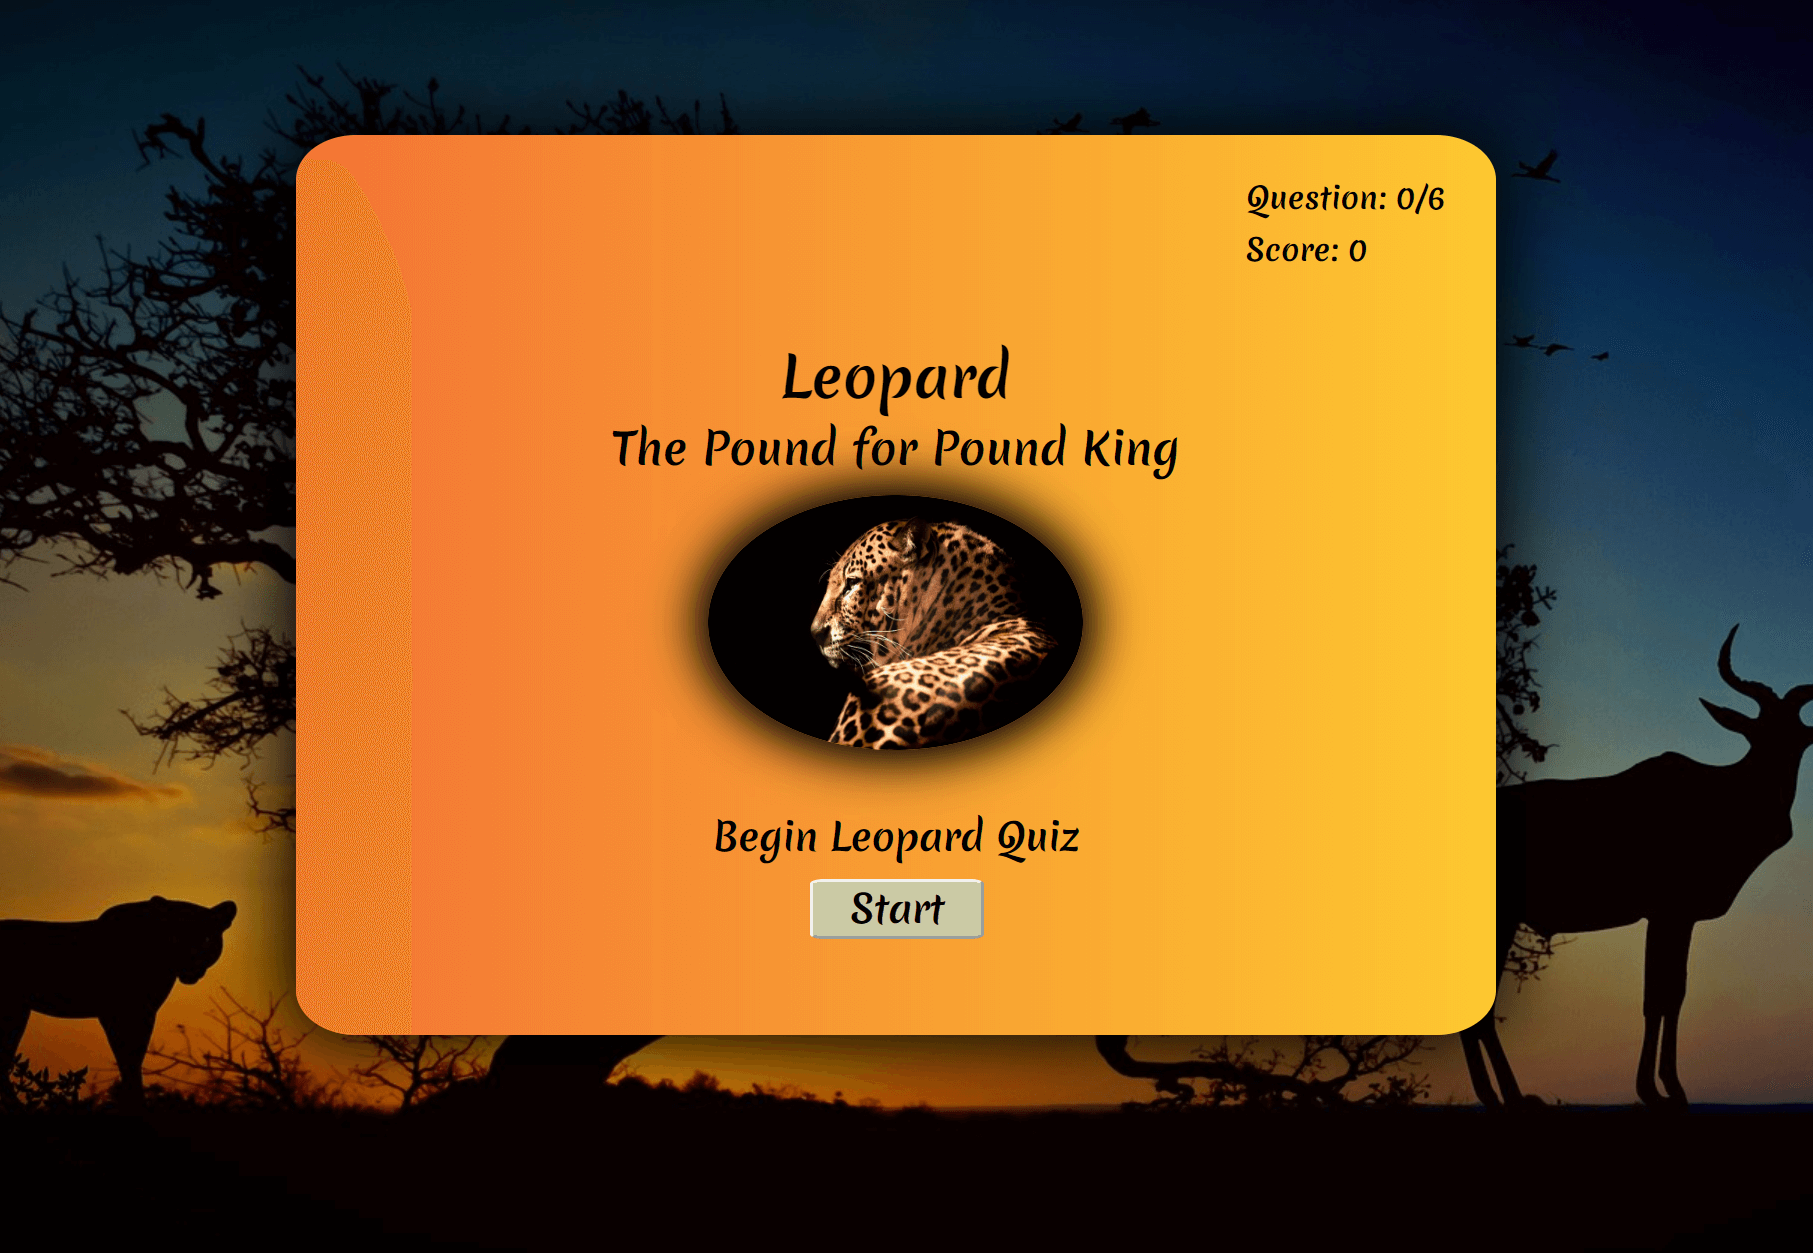 Question: 0/6
Score: 0
Leopard
The Pound for Pound King
Begin Leopard Quiz
Start